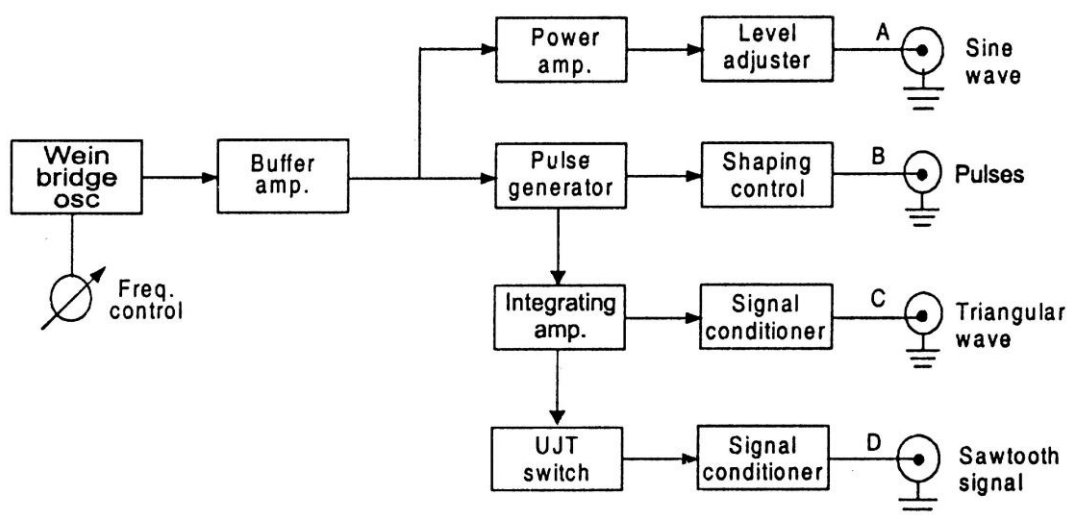 Power
amp.
Level
adjuster
A
Sine
wave
Wein
bridge
osc
Buffer
amp.
Pulse
generator
Shaping
control
B
Pulses
Freq.
control
Integrating
amp.
Signal
conditioner
C
Triangular
wave
UJT
switch
Signal
conditioner
D
Sawtooth
signal